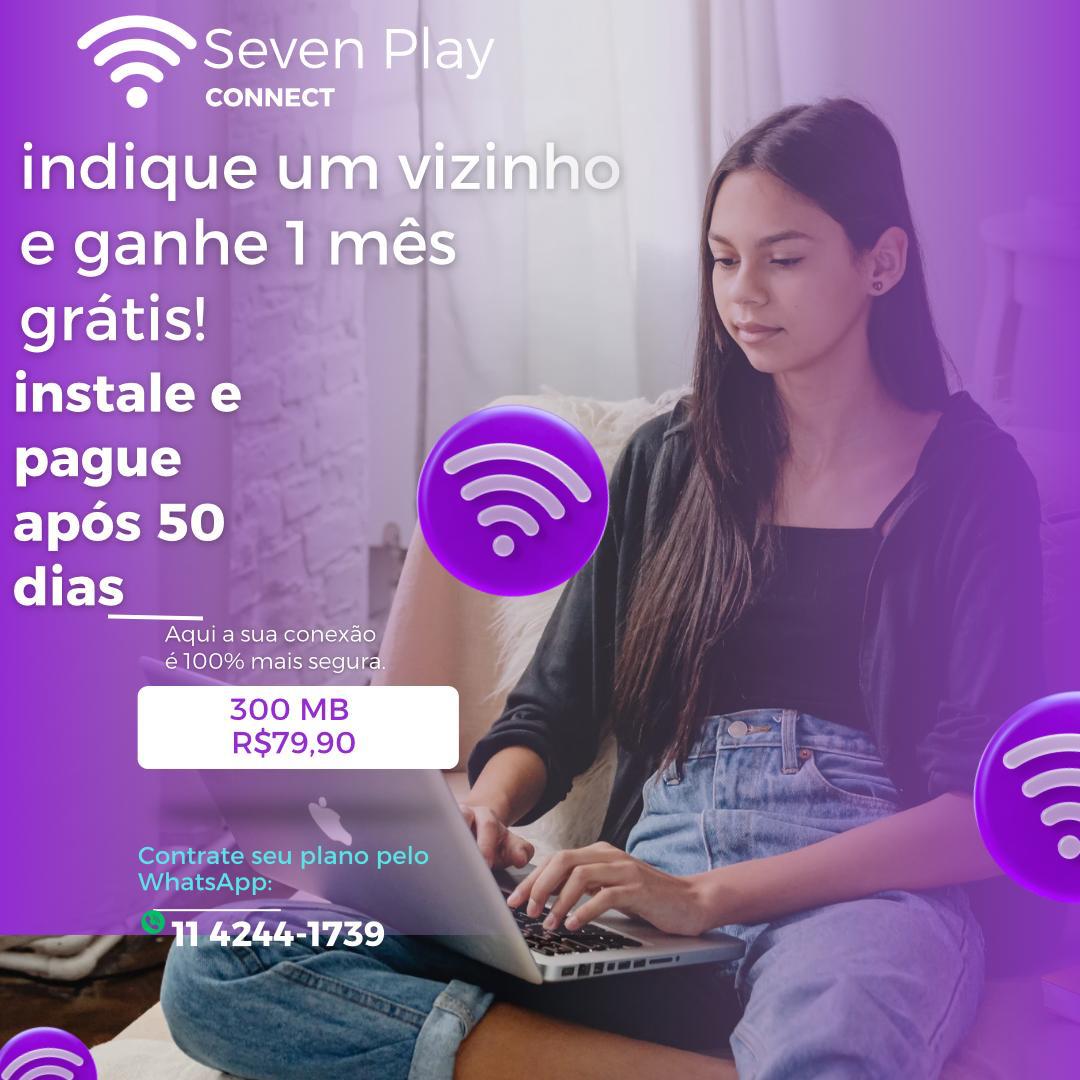 Seven Play
CONNECT
indique um vizinho
e ganhe 1 mês
grátis!
instale e
pague
após 50
dias
Aqui a sua conexão
é 100% mais segura.
300 MB
R$79,90
Contrate seu plano pelo
WhatsApp:
11 4244-1739